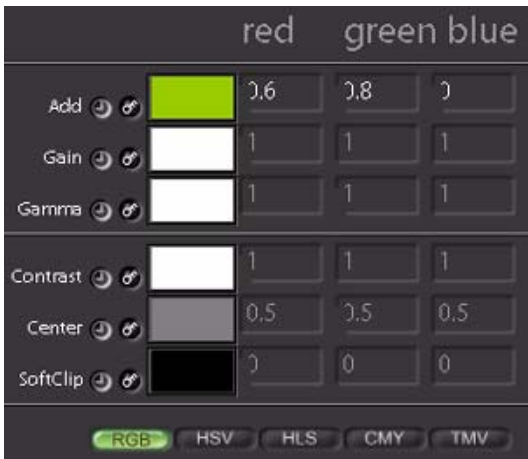 red green blue
Add 0.6 0.8 0
Gain 1 1 1
Gamma 1 1 1
Contrast 1 1 1
Center 0.5 0.5 0.5
SoftClip 0 0 0
RGB HSV HLS CMY TMV